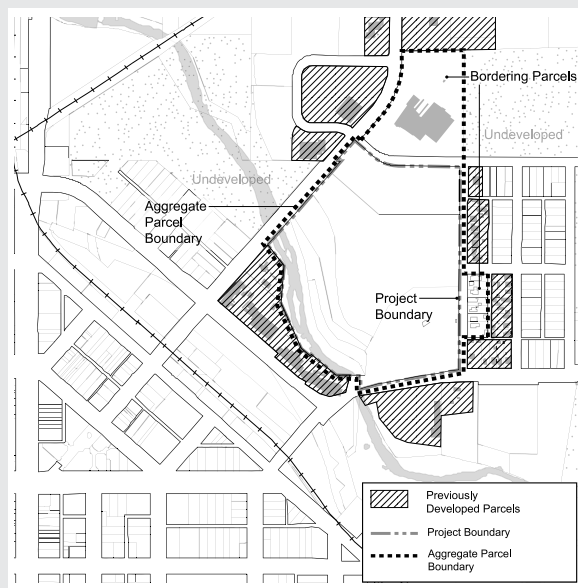 Bordering Parcels
Undeveloped
Undeveloped
Aggregate
Parcel
Boundary
Project
Boundary
Previously
Developed Parcels
Project Boundary
Aggregate Parcel
Boundary